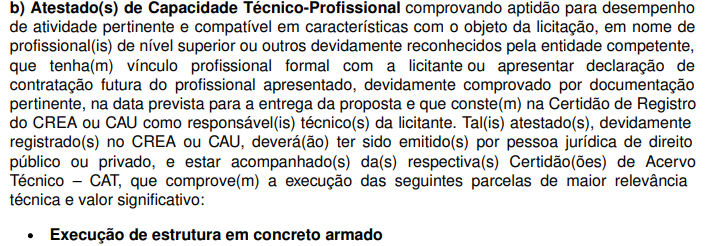 b) Atestado(s) de Capacidade Técnico-Profissional comprovando aptidão para desempenho
de atividade pertinente e compatível em características com o objeto da licitação, em nome de
profissional(is) de nível superior ou outros devidamente reconhecidos pela entidade competente,
que tenha(m) vínculo profissional formal com a licitante ou apresentar declaração de
contratação futura do profissional apresentado, devidamente comprovado por documentação
pertinente, na data prevista para a entrega da proposta e que conste(m) na Certidão de Registro
do CREA ou CAU como responsável(is) técnico(s) da licitante. Tal(is) atestado(s), devidamente
registrado(s) no CREA ou CAU, deverá(ão) ter sido emitido(s) por pessoa jurídica de direito
público ou privado, e estar acompanhado(s) da(s) respectiva(s) Certidão(ões) de Acervo
Técnico – CAT, que comprove(m) a execução das seguintes parcelas de maior relevância
técnica e valor significativo:
• Execução de estrutura em concreto armado